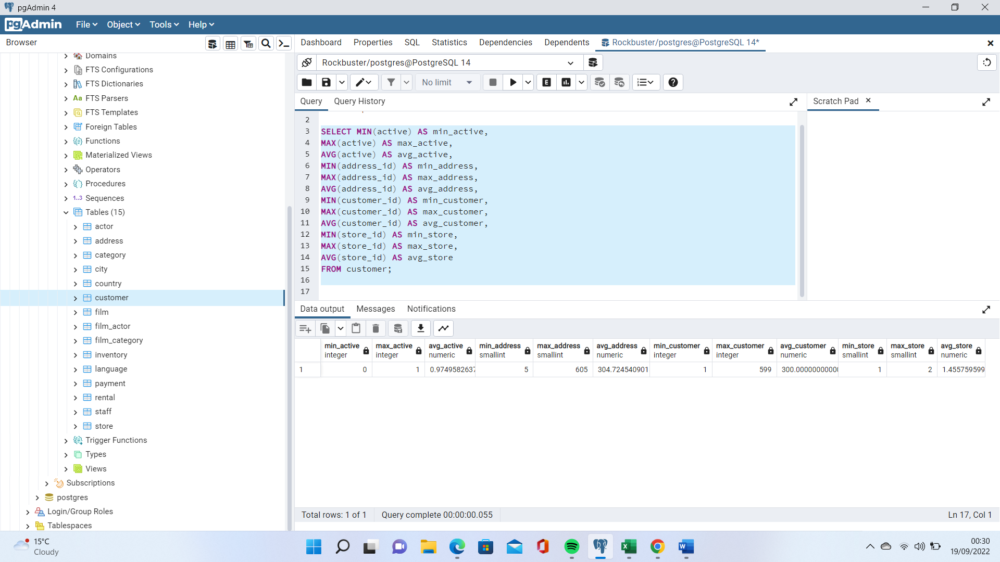 pgAdmin 4
pgAdmin File Object Tools Help
Browser
Dashboard Properties SQL Statistics Dependencies Dependents Rockbuster/postgres@PostgreSQL 14*
Rockbuster/postgres@PostgreSQL 14
No limit
E
Query Query History
Scratch Pad
Domains
FTS Configurations
FTS Dictionaries
Aa FTS Parsers
FTS Templates
Foreign Tables
Functions
Materialized Views
Operators
Procedures
1..3 Sequences
Tables (15)
actor
address
category
city
country
customer
film
film_actor
film_category
inventory
language
payment
rental
staff
store
Trigger Functions
Types
Views
Subscriptions
postgres
Login/Group Roles
Tablespaces
2
3 SELECT MIN(active) AS min_active,
4 MAX(active) AS max_active,
5 AVG(active) AS avg_active,
6 MIN(address_id) AS min_address,
7 MAX(address_id) AS max_address,
8 AVG(address_id) AS avg_address,
9 MIN(customer_id) AS min_customer,
10 MAX(customer_id) AS max_customer,
11 AVG(customer_id) AS avg_customer,
12 MIN(store_id) AS min_store,
13 MAX(store_id) AS max_store,
14 AVG(store_id) AS avg_store
15 FROM customer;
16
17
Data output Messages Notifications
min_active max_active avg_active min_address max_address avg_address min_customer max_customer avg_customer min_store max_store avg_store
integer integer numeric smallint smallint numeric integer integer numeric smallint smallint numeric
1 0 1 0.9749582637 5 605 304.724540901 1 599 300.0000000000 1 2 1.455759599
Total rows: 1 of 1 Query complete 00:00:00.055 Ln 17, Col 1
15°C
Cloudy
00:30
19/09/2022